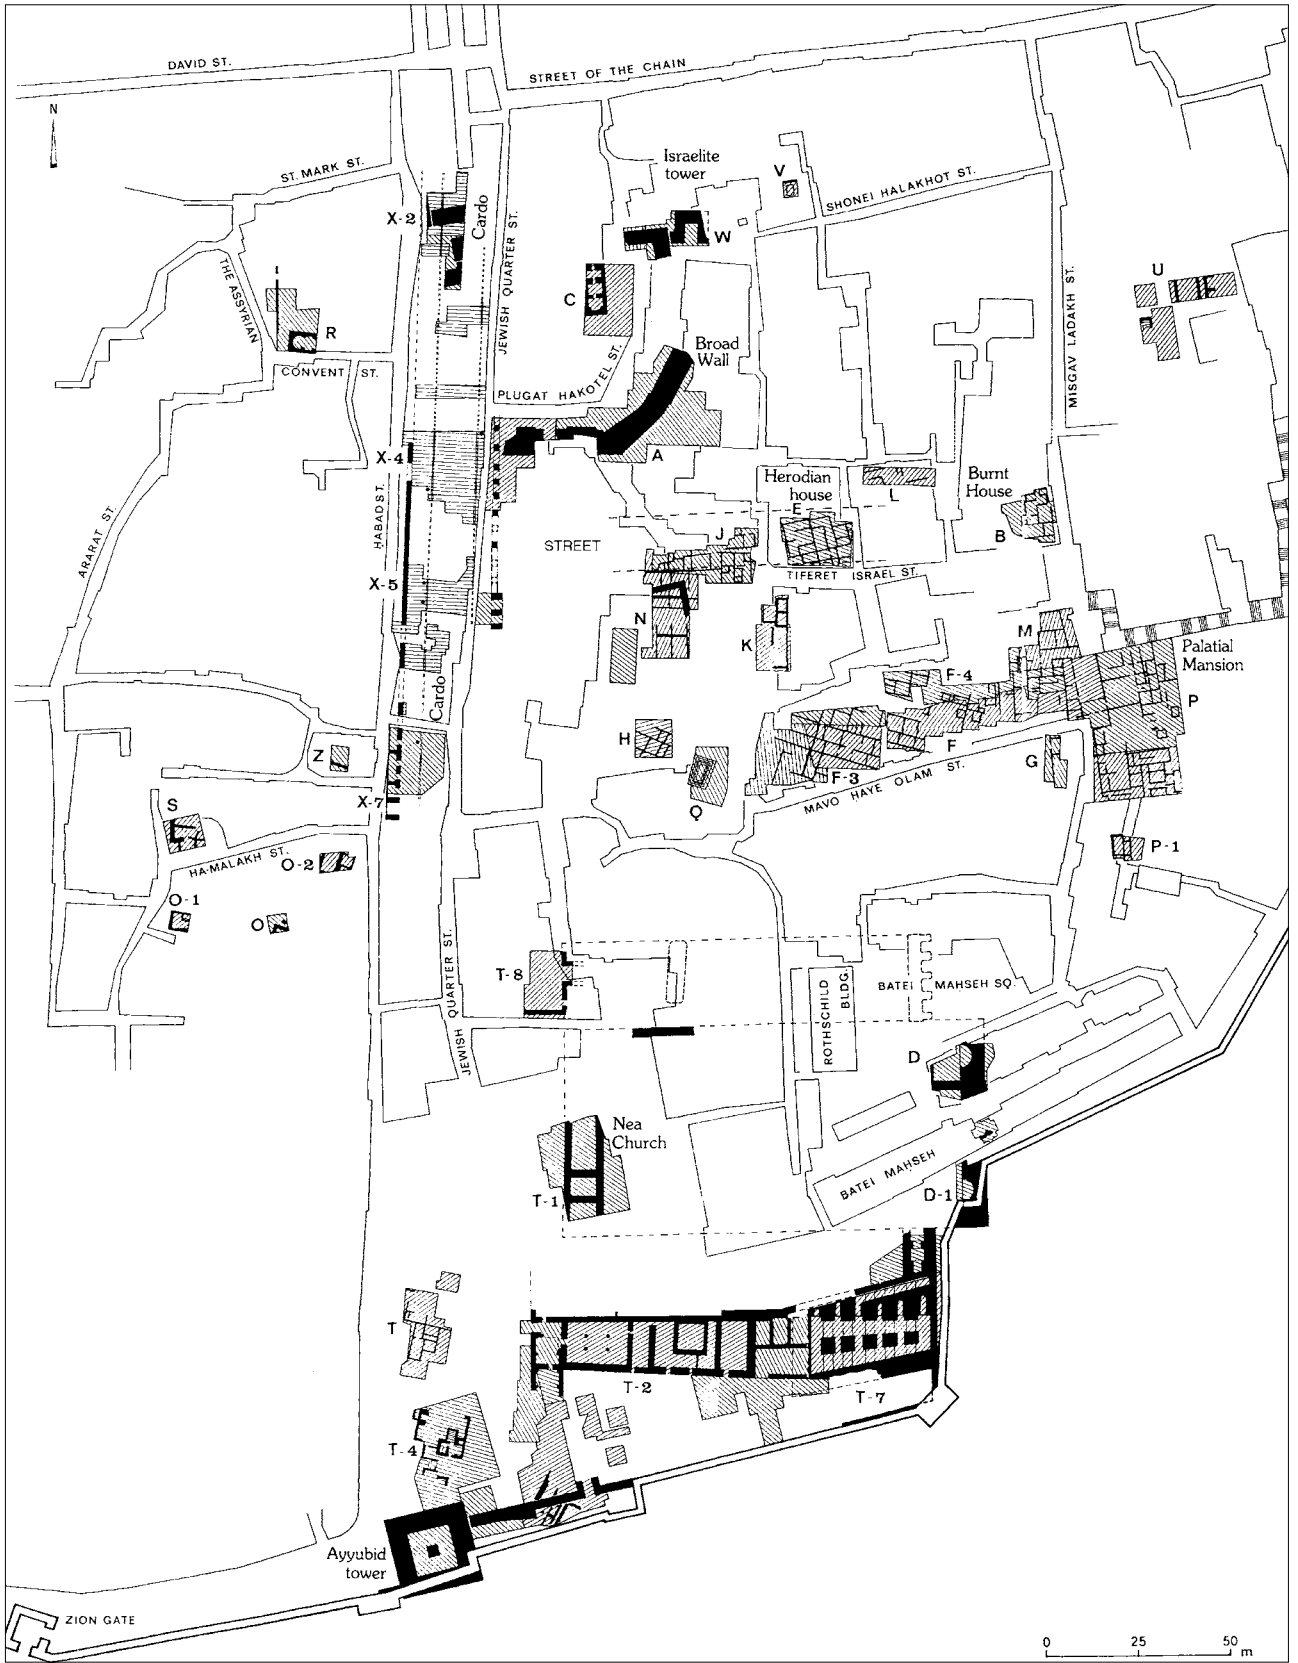 DAVID ST.
STREET OF THE CHAIN
N
ST. MARK ST.
Israelite
tower
V
SHONEI HALAKHOT ST.
X-2
Cardo
JEWISH QUARTER ST.
W
THE ASSYRIAN
CONVENT ST.
R
C
U
MISGAV LADAKH ST.
Broad
Wall
PLUGAT HAKOTEL ST.
A
X-4
HABAD ST.
ARARAT ST.
Herodian
house
E
L
Burnt
House
B
STREET
J
TIFERET ISRAEL ST.
X-5
N
K
M
Palatial
Mansion
P
Cardo
F-4
F
H
F-3
G
MAVO HAYE OLAM ST.
Z
Q
X-7
S
HA-MALAKH ST.
O-2
P-1
O-1
O
JEWISH QUARTER ST.
T-8
ROTHSCHILD
BLDG.
BATEI MAHSEH SQ.
D
Nea
Church
T-1
BATEI MAHSEH
D-1
T
T-2
T-7
T-4
Ayyubid
tower
ZION GATE
0 25 50 m